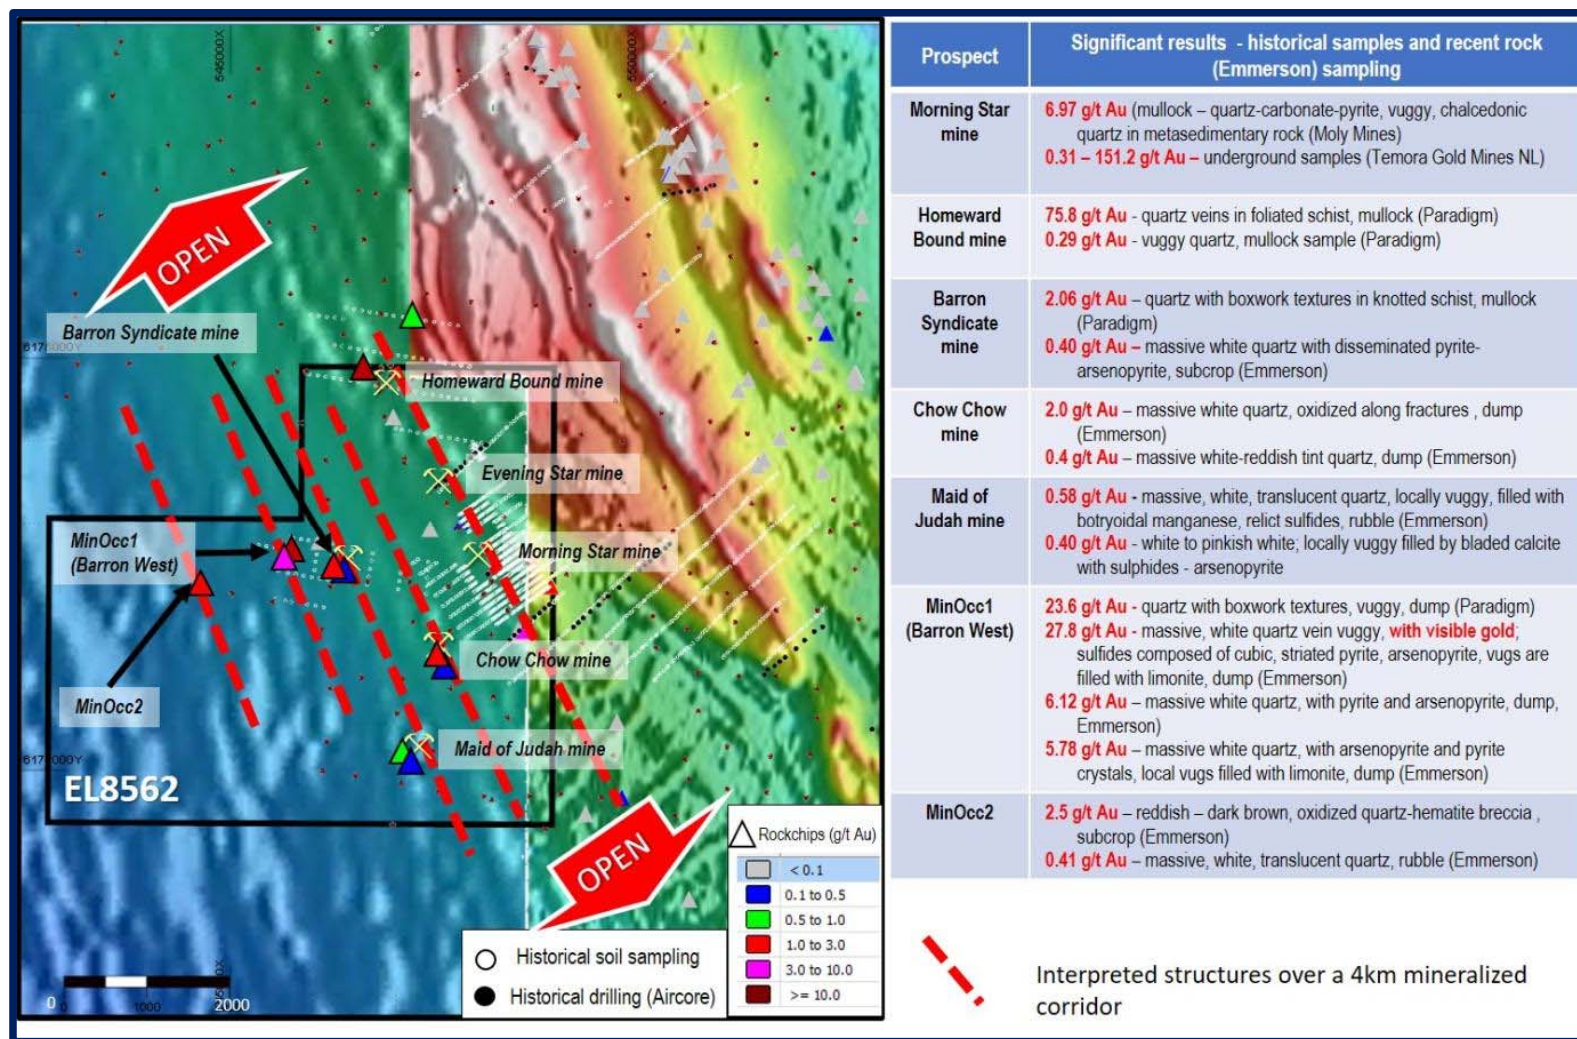 545000X
550000X
OPEN
Barron Syndicate mine
6175000Y
Homeward Bound mine
Evening Star mine
MinOcc1
(Barron West)
Morning Star mine
Chow Chow mine
MinOcc2
Maid of Judah mine
EL8562
OPEN
Rockchips (g/t Au)
< 0.1
0.1 to 0.5
0.5 to 1.0
1.0 to 3.0
3.0 to 10.0
>= 10.0
Historical soil sampling
Historical drilling (Aircore)
0
1000
2000
Prospect
Significant results - historical samples and recent rock
(Emmerson) sampling
Morning Star
mine
6.97 g/t Au (mullock – quartz-carbonate-pyrite, vuggy, chalcedonic
quartz in metasedimentary rock (Moly Mines)
0.31 – 151.2 g/t Au – underground samples (Temora Gold Mines NL)
Homeward
Bound mine
75.8 g/t Au - quartz veins in foliated schist, mullock (Paradigm)
0.29 g/t Au - vuggy quartz, mullock sample (Paradigm)
Barron
Syndicate
mine
2.06 g/t Au – quartz with boxwork textures in knotted schist, mullock
(Paradigm)
0.40 g/t Au – massive white quartz with disseminated pyrite-
arsenopyrite, subcrop (Emmerson)
Chow Chow
mine
2.0 g/t Au – massive white quartz, oxidized along fractures , dump
(Emmerson)
0.4 g/t Au – massive white-reddish tint quartz, dump (Emmerson)
Maid of
Judah mine
0.58 g/t Au - massive, white, translucent quartz, locally vuggy, filled with
botryoidal manganese, relict sulfides, rubble (Emmerson)
0.40 g/t Au - white to pinkish white; locally vuggy filled by bladed calcite
with sulphides - arsenopyrite
MinOcc1
(Barron West)
23.6 g/t Au - quartz with boxwork textures, vuggy, dump (Paradigm)
27.8 g/t Au - massive, white quartz vein vuggy, with visible gold;
sulfides composed of cubic, striated pyrite, arsenopyrite, vugs are
filled with limonite, dump (Emmerson)
6.12 g/t Au – massive white quartz, with pyrite and arsenopyrite, dump,
Emmerson)
5.78 g/t Au – massive white quartz, with arsenopyrite and pyrite
crystals, local vugs filled with limonite, dump (Emmerson)
MinOcc2
2.5 g/t Au – reddish – dark brown, oxidized quartz-hematite breccia ,
subcrop (Emmerson)
0.41 g/t Au – massive, white, translucent quartz, rubble (Emmerson)
Interpreted structures over a 4km mineralized
corridor